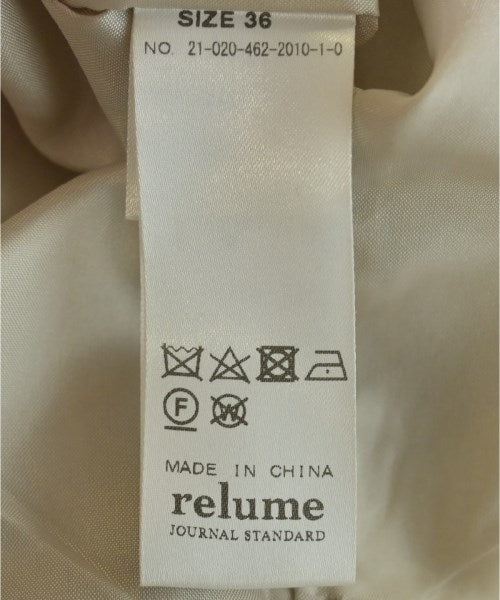 SIZE 36
NO. 21-020-462-2010-1-0
F
W
MADE IN CHINA
relume
JOURNAL STANDARD